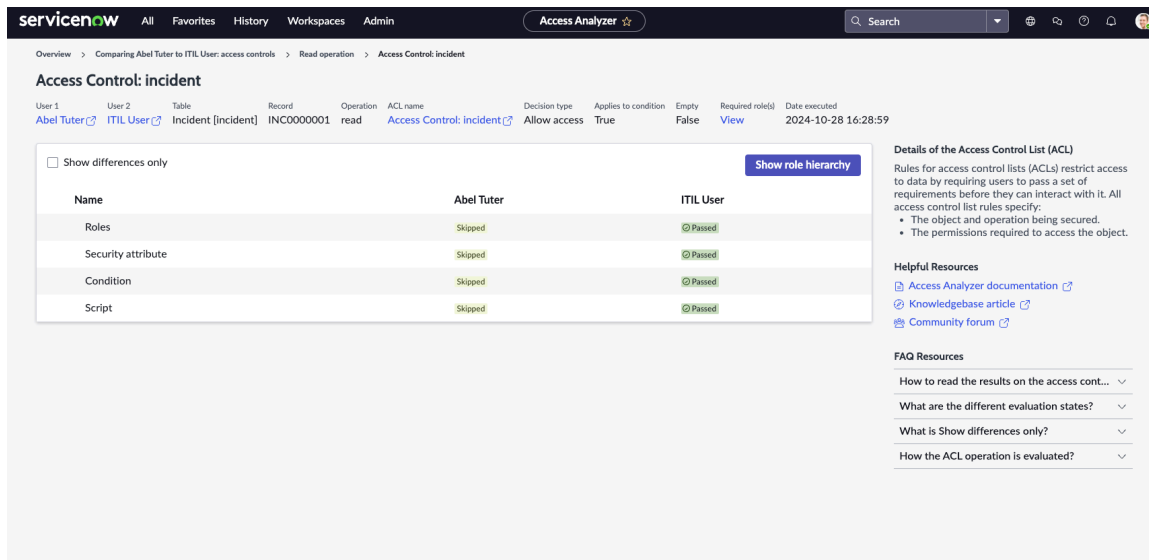 servicenow All Favorites History Workspaces Admin Access Analyzer Search
Overview > Comparing Abel Tuter to ITIL User: access controls > Read operation > Access Control: incident
Access Control: incident
User 1 User 2 Table Record Operation ACL name Decision type Applies to condition Empty Required role(s) Date executed
Abel Tuter ITIL User Incident [incident] INC0000001 read Access Control: incident Allow access True False View 2024-10-28 16:28:59
Show differences only Show role hierarchy
Name Abel Tuter ITIL User
Roles Skipped Passed
Security attribute Skipped Passed
Condition Skipped Passed
Script Skipped Passed
Details of the Access Control List (ACL)
Rules for access control lists (ACLs) restrict access
to data by requiring users to pass a set of
requirements before they can interact with it. All
access control list rules specify:
• The object and operation being secured.
• The permissions required to access the object.
Helpful Resources
Access Analyzer documentation
Knowledgebase article
Community forum
FAQ Resources
How to read the results on the access cont...
What are the different evaluation states?
What is Show differences only?
How the ACL operation is evaluated?